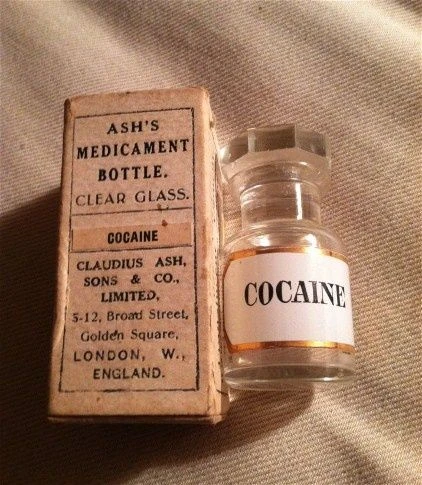 ASH'S
MEDICAMENT
BOTTLE.
CLEAR GLASS.
COCAINE
CLAUDIUS ASH,
SONS & CO.,
LIMITED,
5-12, Broad Street,
Golden Square,
LONDON, W.,
ENGLAND.
COCAINE